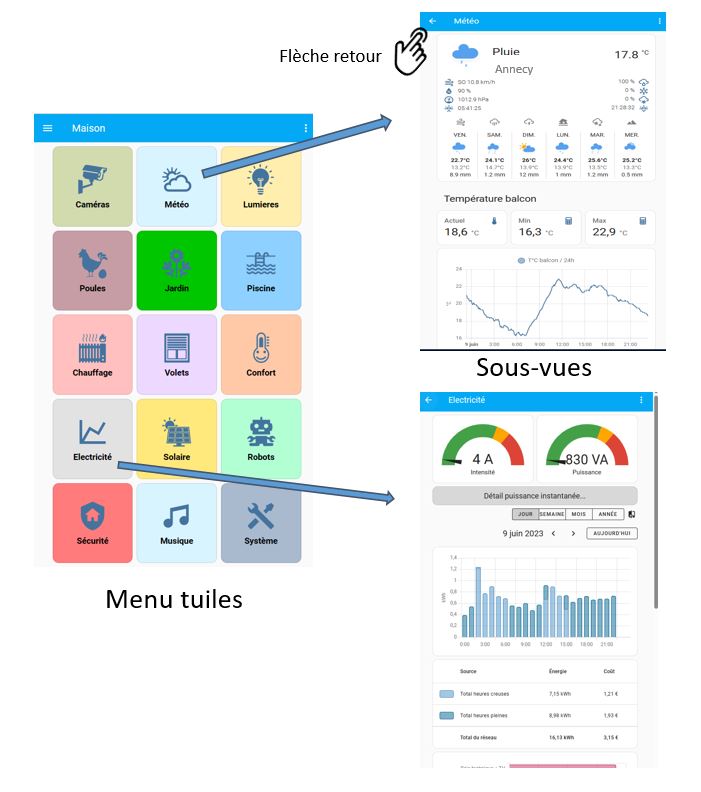 Flèche retour
Météo
Pluie
Annecy
17.8 °C
SO 10.8 km/h 100 %
90 % 0 %
1012.9 hPa 0 %
05:41:25 21:28:32
VEN. SAM. DIM. LUN. MAR. MER.
22.7°C 24.1°C 26°C 24.4°C 25.6°C 25.2°C
13.2°C 14.7°C 13.9°C 13.9°C 13.5°C 13.3°C
8.9 mm 1.2 mm 12 mm 1 mm 1.2 mm 0.5 mm
Température balcon
Actuel Min Max
18,6 °C 16,3 °C 22,9 °C
T°C balcon / 24h
24
22
20
18
16
9 juin 3:00 6:00 9:00 12:00 15:00 18:00 21:00
Sous-vues
Maison
Caméras Météo Lumieres
Poules Jardin Piscine
Chauffage Volets Confort
Electricité Solaire Robots
Sécurité Musique Système
Menu tuiles
Electricité
4 A 830 VA
Intensité Puissance
Détail puissance instantanée...
JOUR SEMAINE MOIS ANNÉE
9 juin 2023 < > AUJOURD'HUI
kWh
1,4
1,2
1
0,8
0,6
0,4
0,2
0
0:00 3:00 6:00 9:00 12:00 15:00 18:00 21:00
Source Énergie Coût
Total heures creuses 7,15 kWh 1,21 €
Total heures pleines 8,98 kWh 1,93 €
Total du réseau 16,13 kWh 3,15 €